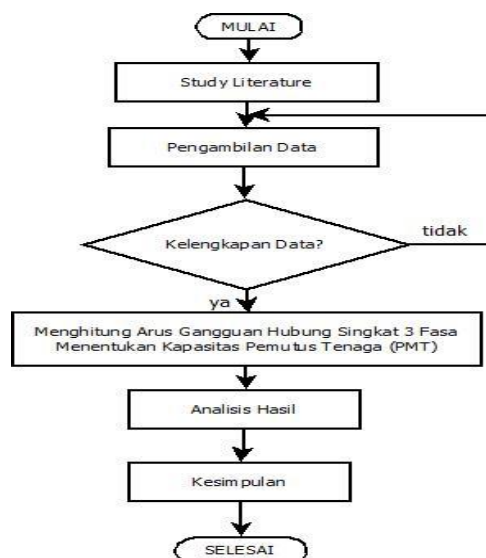 MULAI
Study Literature
Pengambilan Data
Kelengkapan Data?
tidak
ya
Menghitung Arus Gangguan Hubung Singkat 3 Fasa
Menentukan Kapasitas Pemutus Tenaga (PMT)
Analisis Hasil
Kesimpulan
SELESAI